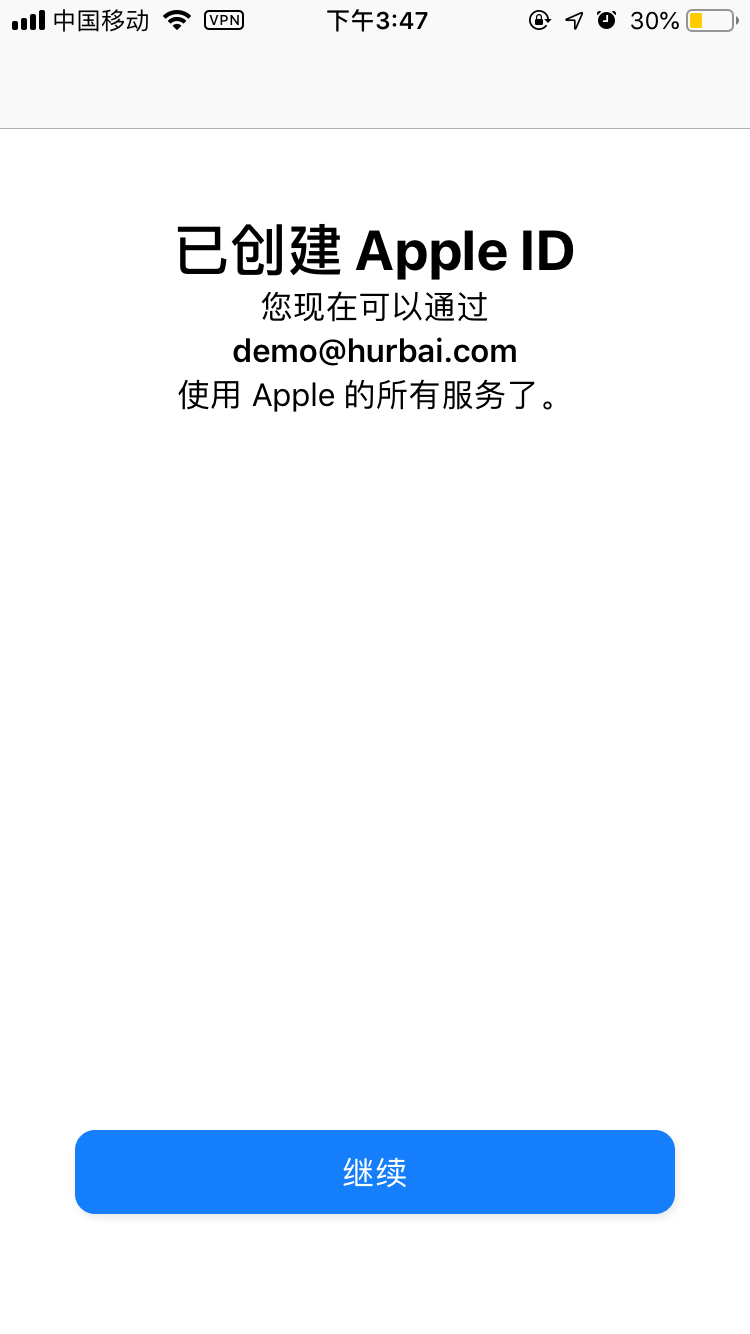 中国移动 VPN 下午3:47 30%
已创建 Apple ID
您现在可以通过
demo@hurbai.com
使用 Apple 的所有服务了。
继续